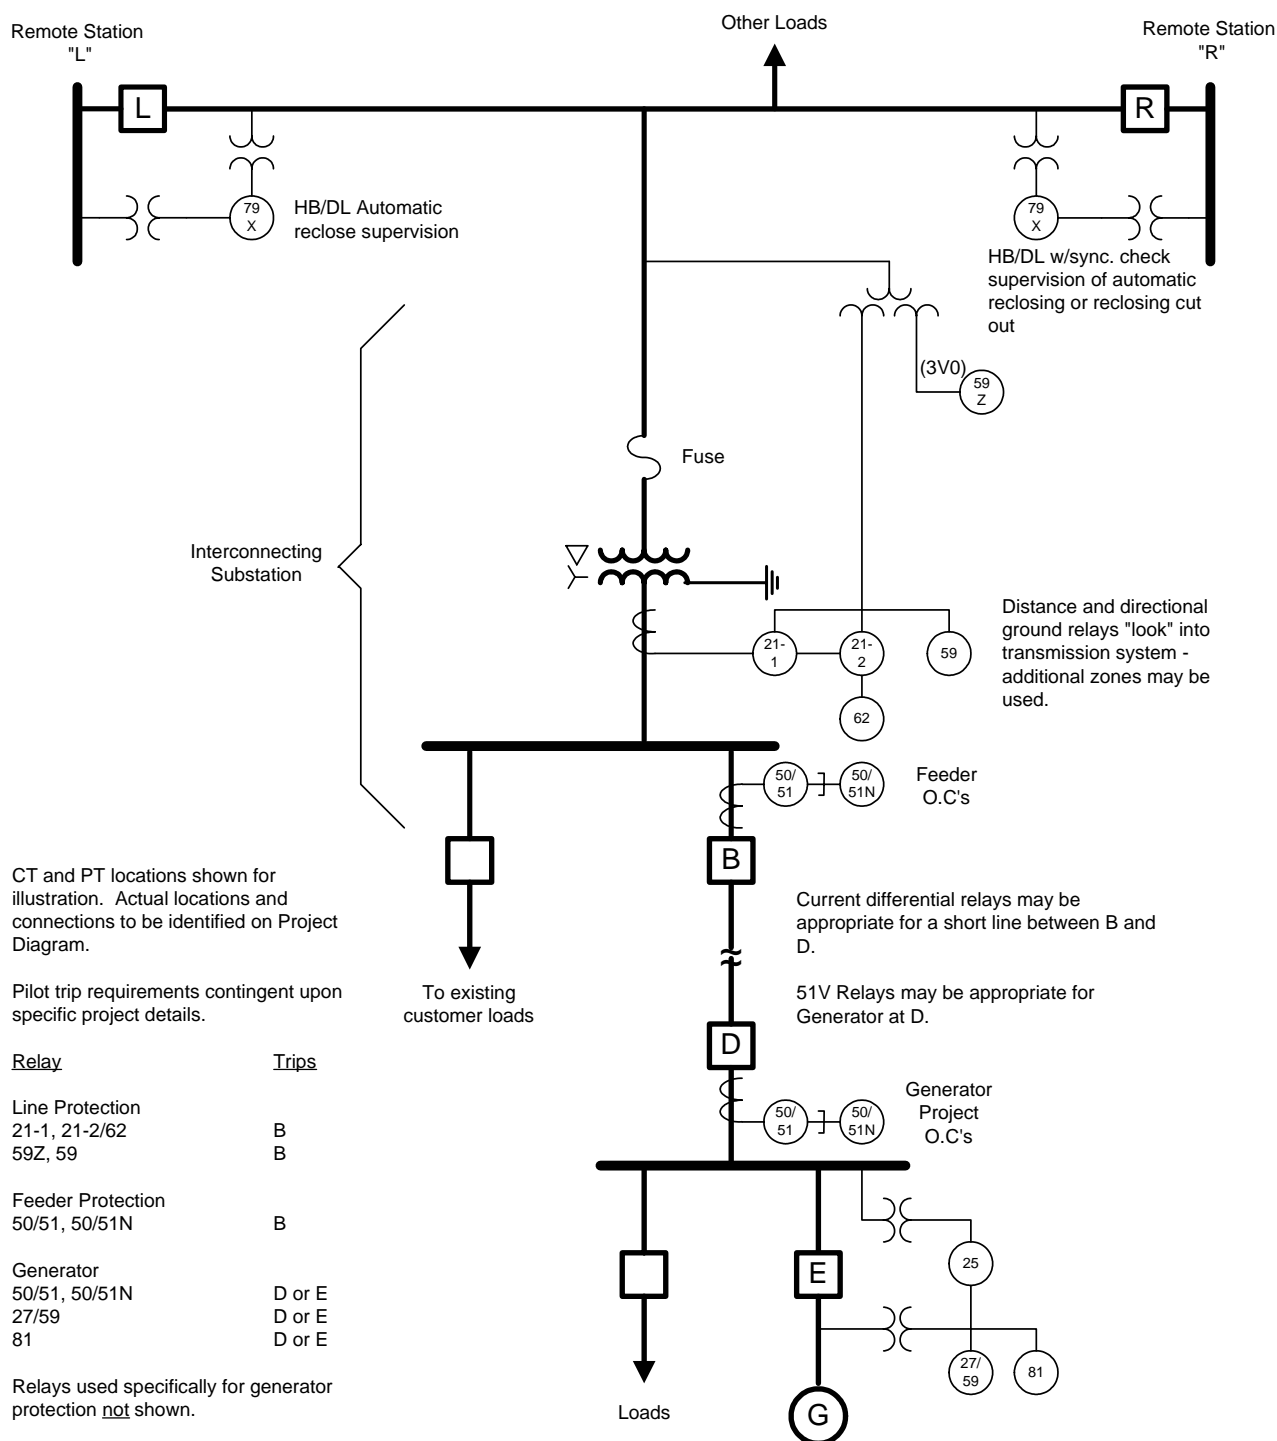 Remote Station
"L"
Other Loads
Remote Station
"R"
L
R
79
X
HB/DL Automatic
reclose supervision
79
X
HB/DL w/sync. check
supervision of automatic
reclosing or reclosing cut
out
(3V0)
59
Z
Fuse
Interconnecting
Substation
21-
1
21-
2
59
62
Distance and directional
ground relays "look" into
transmission system -
additional zones may be
used.
50/
51
50/
51N
Feeder
O.C's
B
CT and PT locations shown for
illustration. Actual locations and
connections to be identified on Project
Diagram.
Pilot trip requirements contingent upon
specific project details.
To existing
customer loads
Current differential relays may be
appropriate for a short line between B and
D.
51V Relays may be appropriate for
Generator at D.
D
50/
51
50/
51N
Generator
Project
O.C's
Relay Trips
Line Protection
21-1, 21-2/62 B
59Z, 59 B
Feeder Protection
50/51, 50/51N B
Generator
50/51, 50/51N D or E
27/59 D or E
81 D or E
Relays used specifically for generator
protection not shown.
E
25
27/
59
81
Loads
G